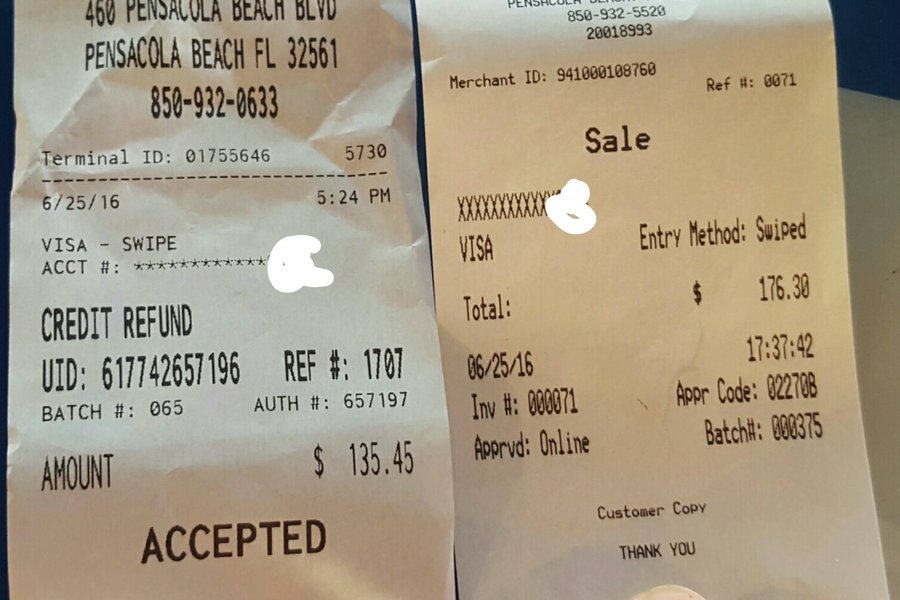 460 PENSACOLA BEACH BLVD
PENSACOLA BEACH FL 32561
850-932-0633
Terminal ID: 01755646 5730
6/25/16 5:24 PM
VISA - SWIPE
ACCT #: ************
CREDIT REFUND
UID: 617742657196 REF #: 1707
BATCH #: 065 AUTH #: 657197
AMOUNT $ 135.45
ACCEPTED
PENSACOLA BEACH
850-932-5520
20018993
Merchant ID: 941000108760 Ref #: 0071
Sale
XXXXXXXXXXXX
VISA Entry Method: Swiped
Total: $ 176.30
06/25/16 17:37:42
Inv #: 000071 Appr Code: 02270B
Apprvd: Online Batch#: 000375
Customer Copy
THANK YOU